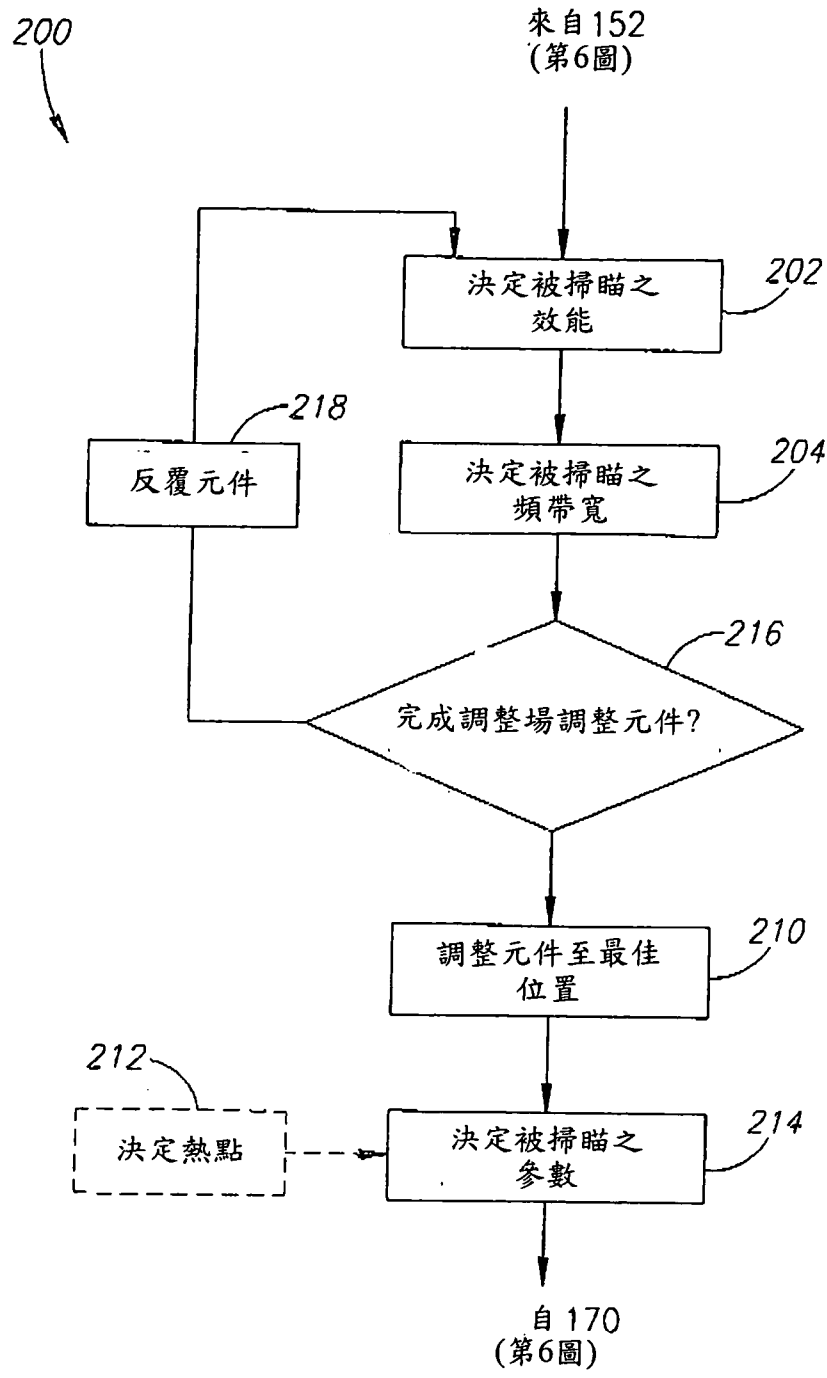 200
來自152
(第6圖)
決定被掃瞄之
效能
202
218
反覆元件
決定被掃瞄之
頻帶寬
204
216
完成調整場調整元件?
調整元件至最佳
位置
210
212
決定熱點
決定被掃瞄之
參數
214
自170
(第6圖)